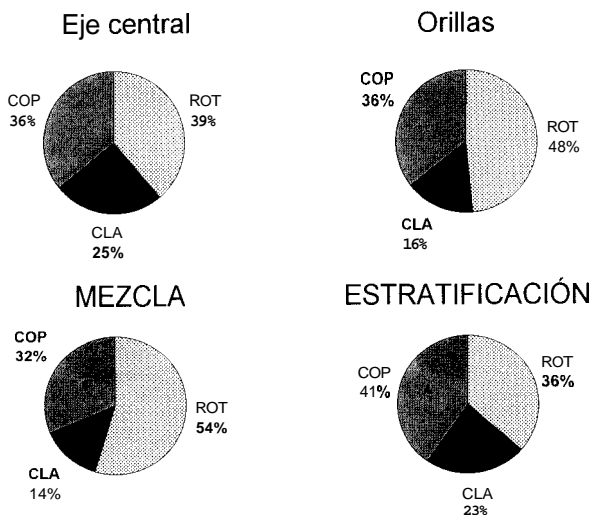 Eje central
Orillas
COP
36%
ROT
39%
CLA
25%
COP
36%
ROT
48%
CLA
16%
MEZCLA
ESTRATIFICACIÓN
COP
32%
ROT
54%
CLA
14%
COP
41%
ROT
36%
CLA
23%